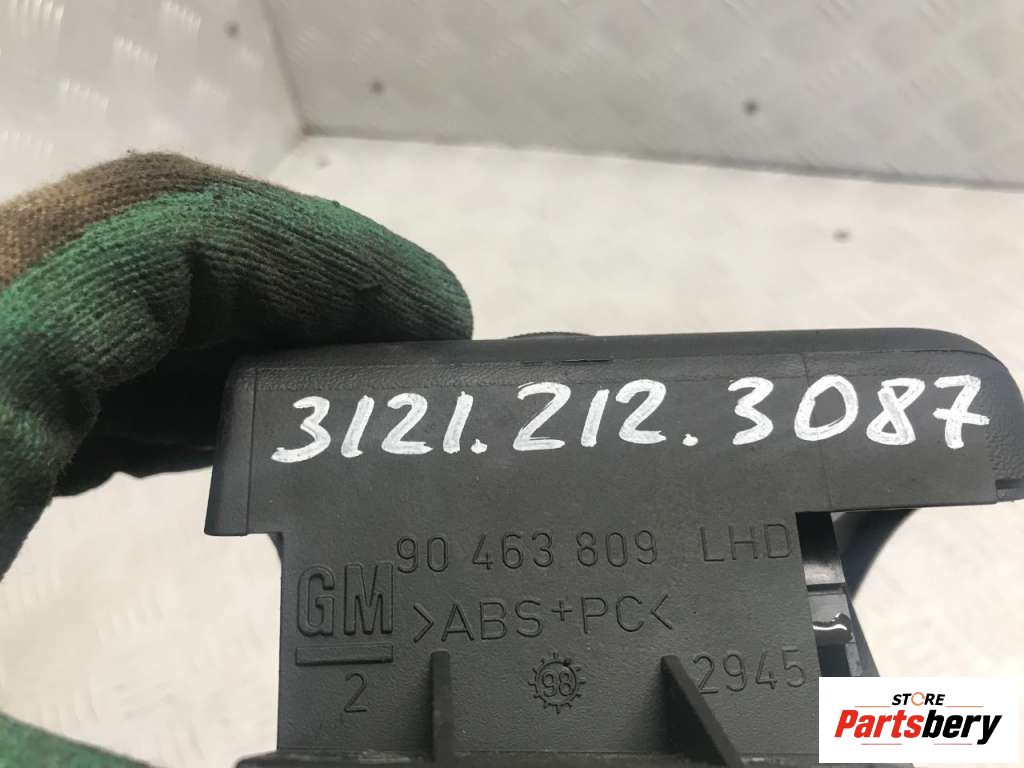 3121.212.3087
90 463 809 LHD
GM >ABS+PC<
2 98 2945
STORE
Partsbery